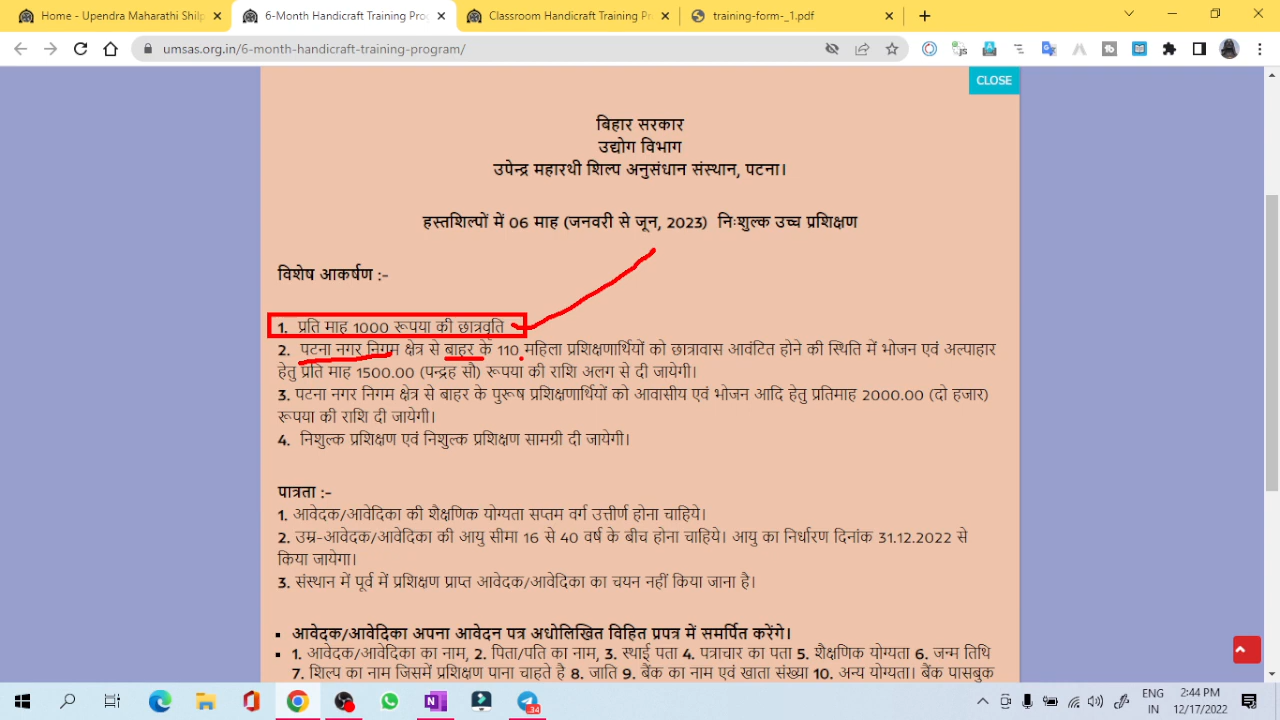 Home - Upendra Maharathi Shilp
6-Month Handicraft Training Pro
Classroom Handicraft Training P
training-form-_1.pdf
umsas.org.in/6-month-handicraft-training-program/
CLOSE
बिहार सरकार
उद्योग विभाग
उपेन्द्र महारथी शिल्प अनुसंधान संस्थान, पटना।
हस्तशिल्पों में 06 माह (जनवरी से जून, 2023) निःशुल्क उच्च प्रशिक्षण
विशेष आकर्षण :-
1. प्रति माह 1000 रूपया की छात्रवृति
2. पटना नगर निगम क्षेत्र से बाहर के 110 महिला प्रशिक्षणार्थियों को छात्रावास आवंटित होने की स्थिति में भोजन एवं अल्पाहार
हेतु प्रति माह 1500.00 (पन्द्रह सौ) रूपया की राशि अलग से दी जायेगी।
3. पटना नगर निगम क्षेत्र से बाहर के पुरूष प्रशिक्षणार्थियों को आवासीय एवं भोजन आदि हेतु प्रतिमाह 2000.00 (दो हजार)
रूपया की राशि दी जायेगी।
4. निशुल्क प्रशिक्षण एवं निशुल्क प्रशिक्षण सामग्री दी जायेगी।
पात्रता :-
1. आवेदक/आवेदिका की शैक्षणिक योग्यता सप्तम वर्ग उत्तीर्ण होना चाहिये।
2. उम्र-आवेदक/आवेदिका की आयु सीमा 16 से 40 वर्ष के बीच होना चाहिये। आयु का निर्धारण दिनांक 31.12.2022 से
किया जायेगा।
3. संस्थान में पूर्व में प्रशिक्षण प्राप्त आवेदक/आवेदिका का चयन नहीं किया जाना है।
आवेदक/आवेदिका अपना आवेदन पत्र अधोलिखित विहित प्रपत्र में समर्पित करेंगे।
1. आवेदक/आवेदिका का नाम, 2. पिता/पति का नाम, 3. स्थाई पता 4. पत्राचार का पता 5. शैक्षणिक योग्यता 6. जन्म तिथि
7. शिल्प का नाम जिसमें प्रशिक्षण पाना चाहते है 8. जाति 9. बैंक का नाम एवं खाता संख्या 10. अन्य योग्यता। बैंक पासबुक
34
ENG
IN
2:44 PM
12/17/2022